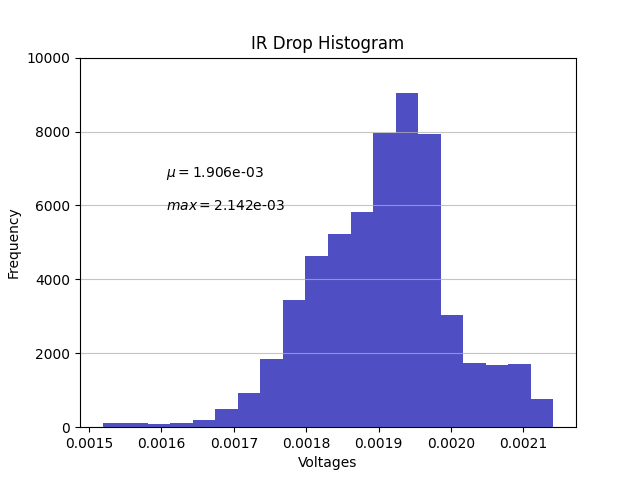 IR Drop Histogram
10000
8000
6000
4000
2000
0
Frequency
μ = 1.906e-03
max = 2.142e-03
0.0015 0.0016 0.0017 0.0018 0.0019 0.0020 0.0021
Voltages